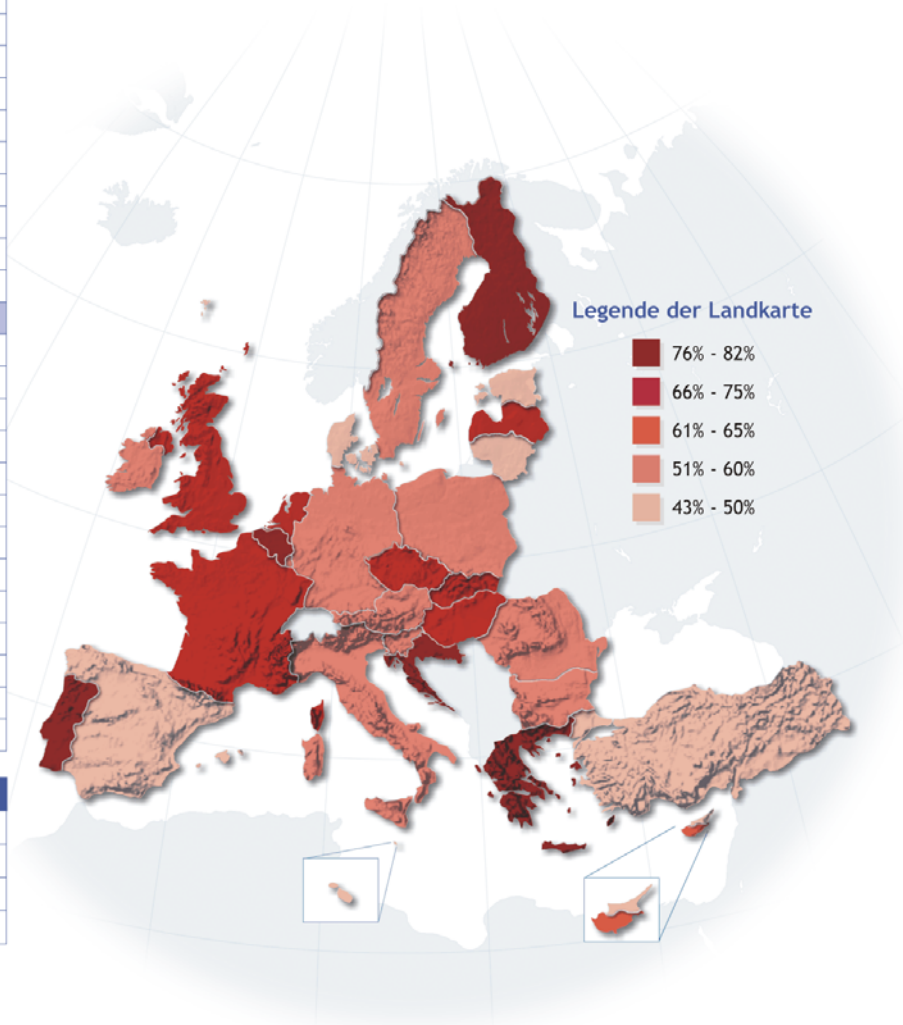 Legende der Landkarte
76% - 82%
66% - 75%
61% - 65%
51% - 60%
43% - 50%